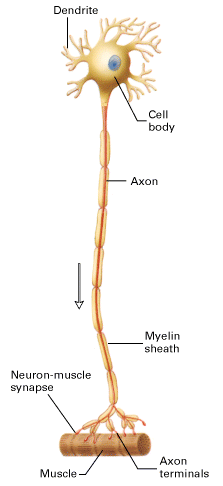 Dendrite
Cell
body
Axon
Myelin
sheath
Neuron-muscle
synapse
Axon
terminals
Muscle